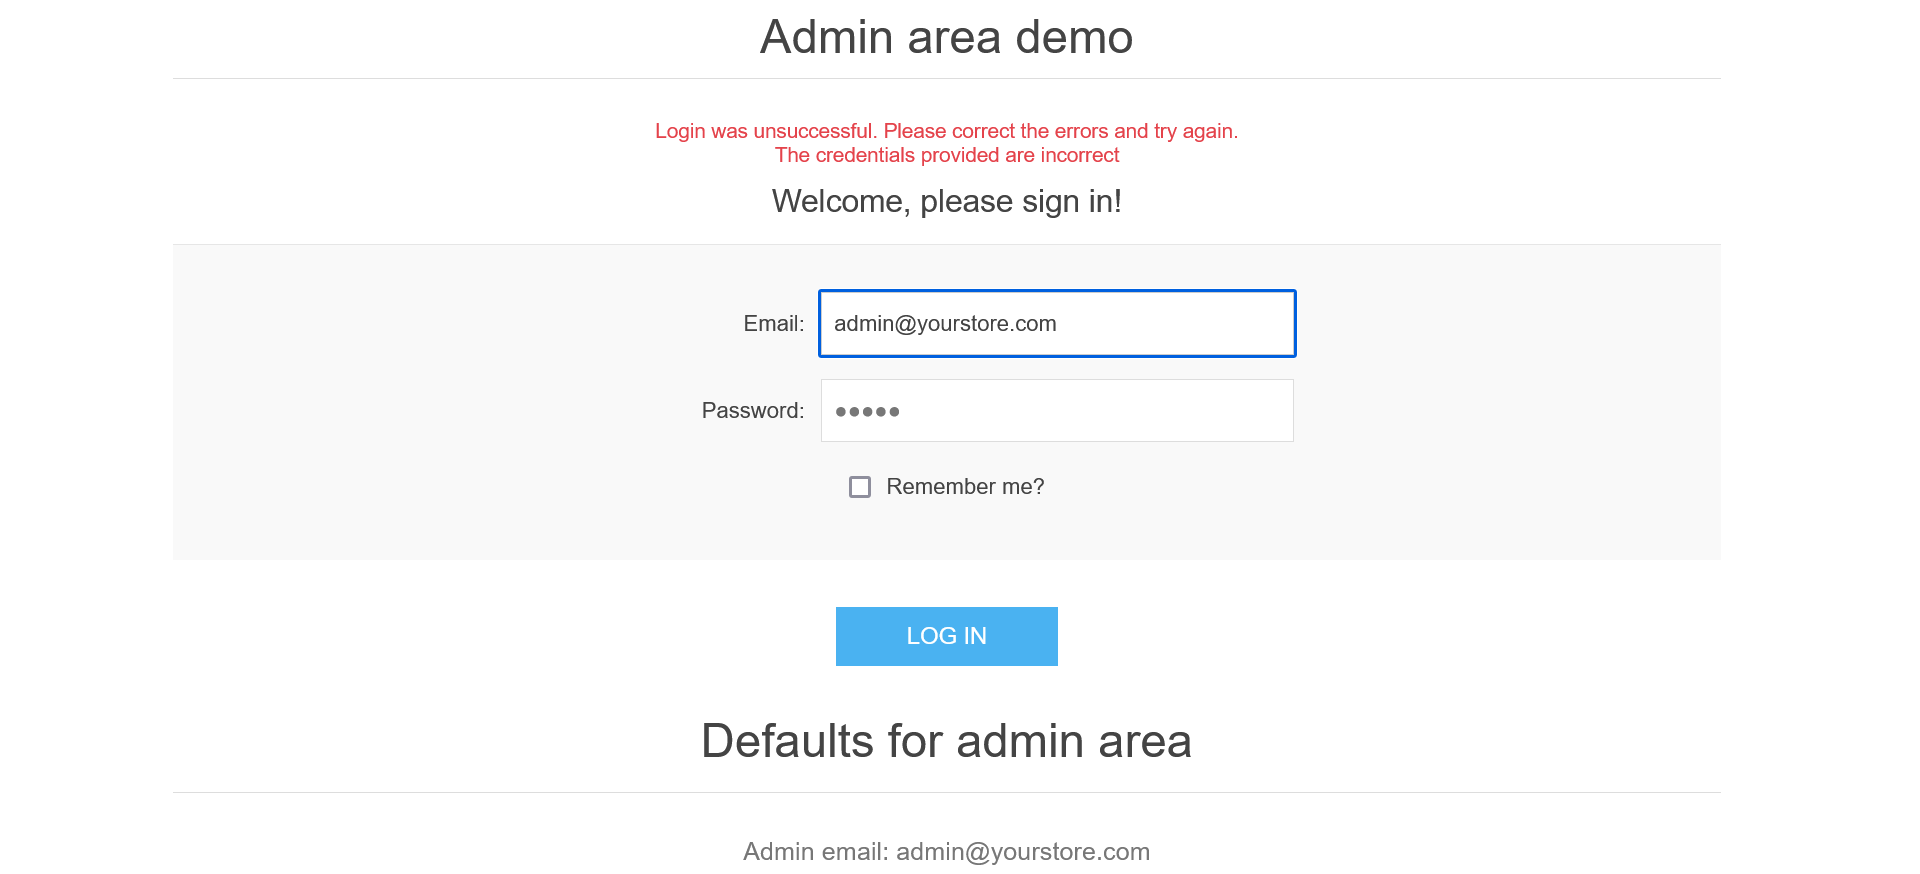 Admin area demo
Login was unsuccessful. Please correct the errors and try again.
The credentials provided are incorrect
Welcome, please sign in!
Email: admin@yourstore.com
Password: •••••
Remember me?
LOG IN
Defaults for admin area
Admin email: admin@yourstore.com